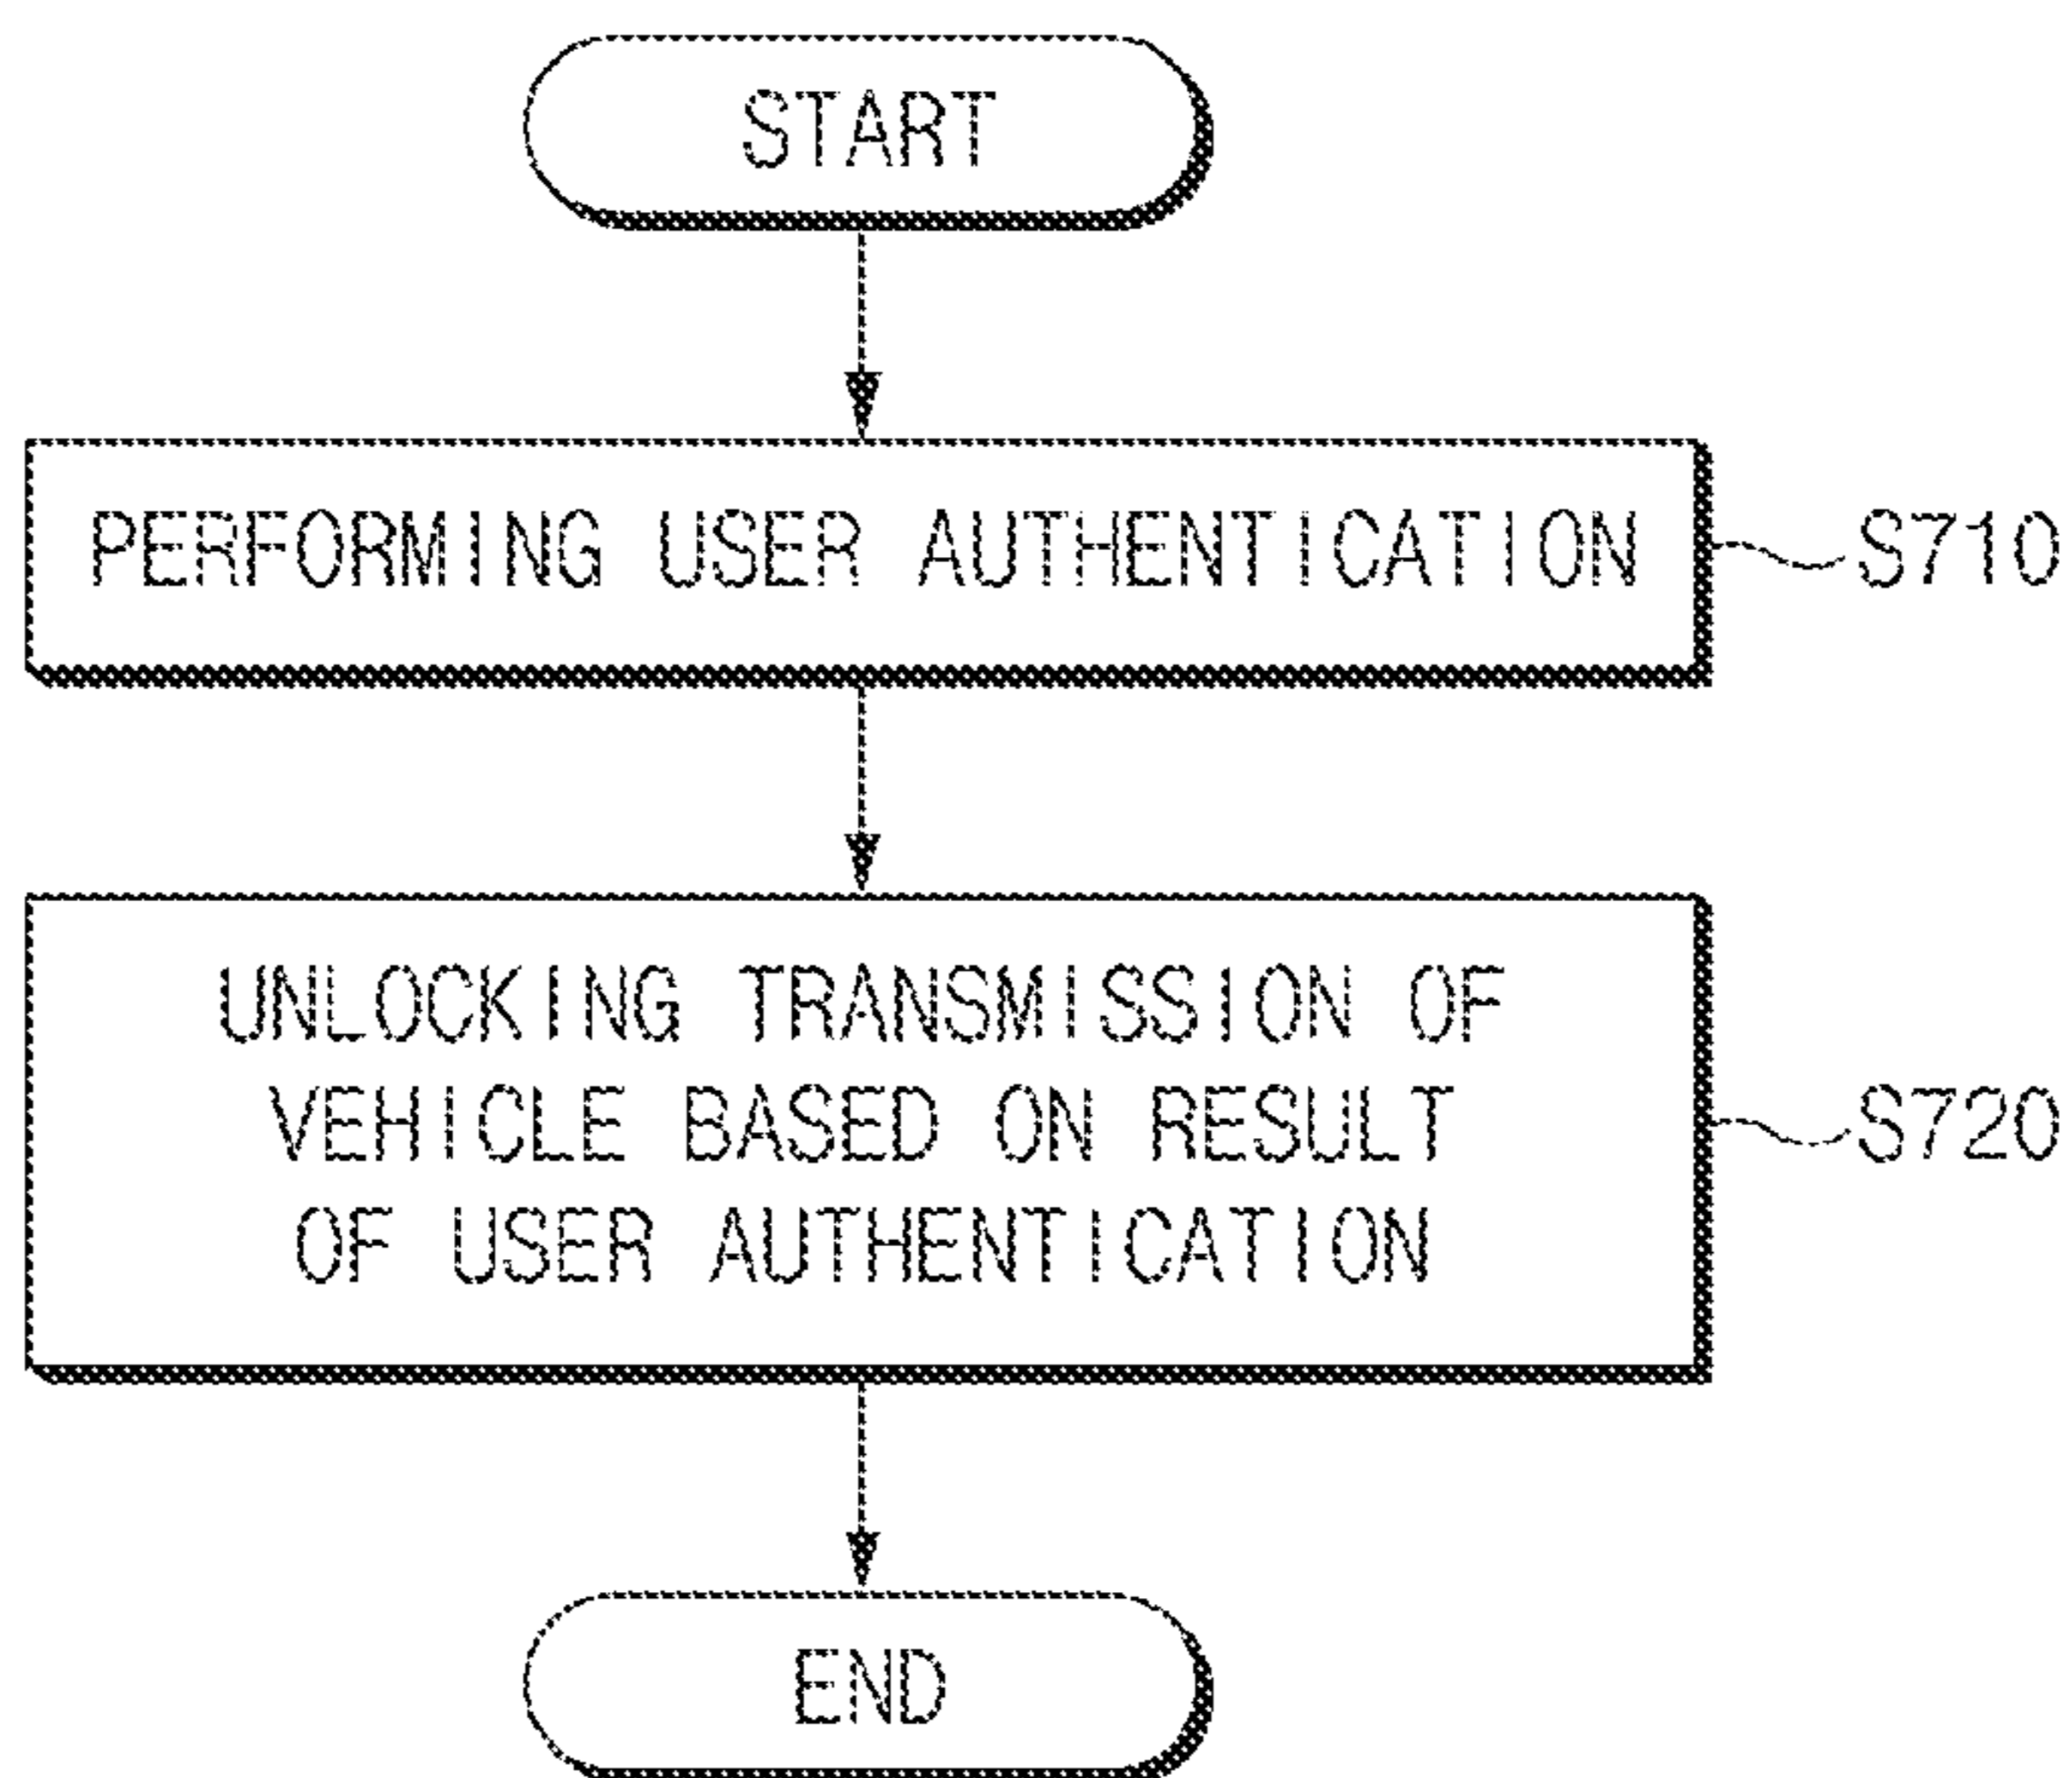 START
PERFORMING USER AUTHENTICATION
S710
UNLOCKING TRANSMISSION OF
VEHICLE BASED ON RESULT
OF USER AUTHENTICATION
S720
END